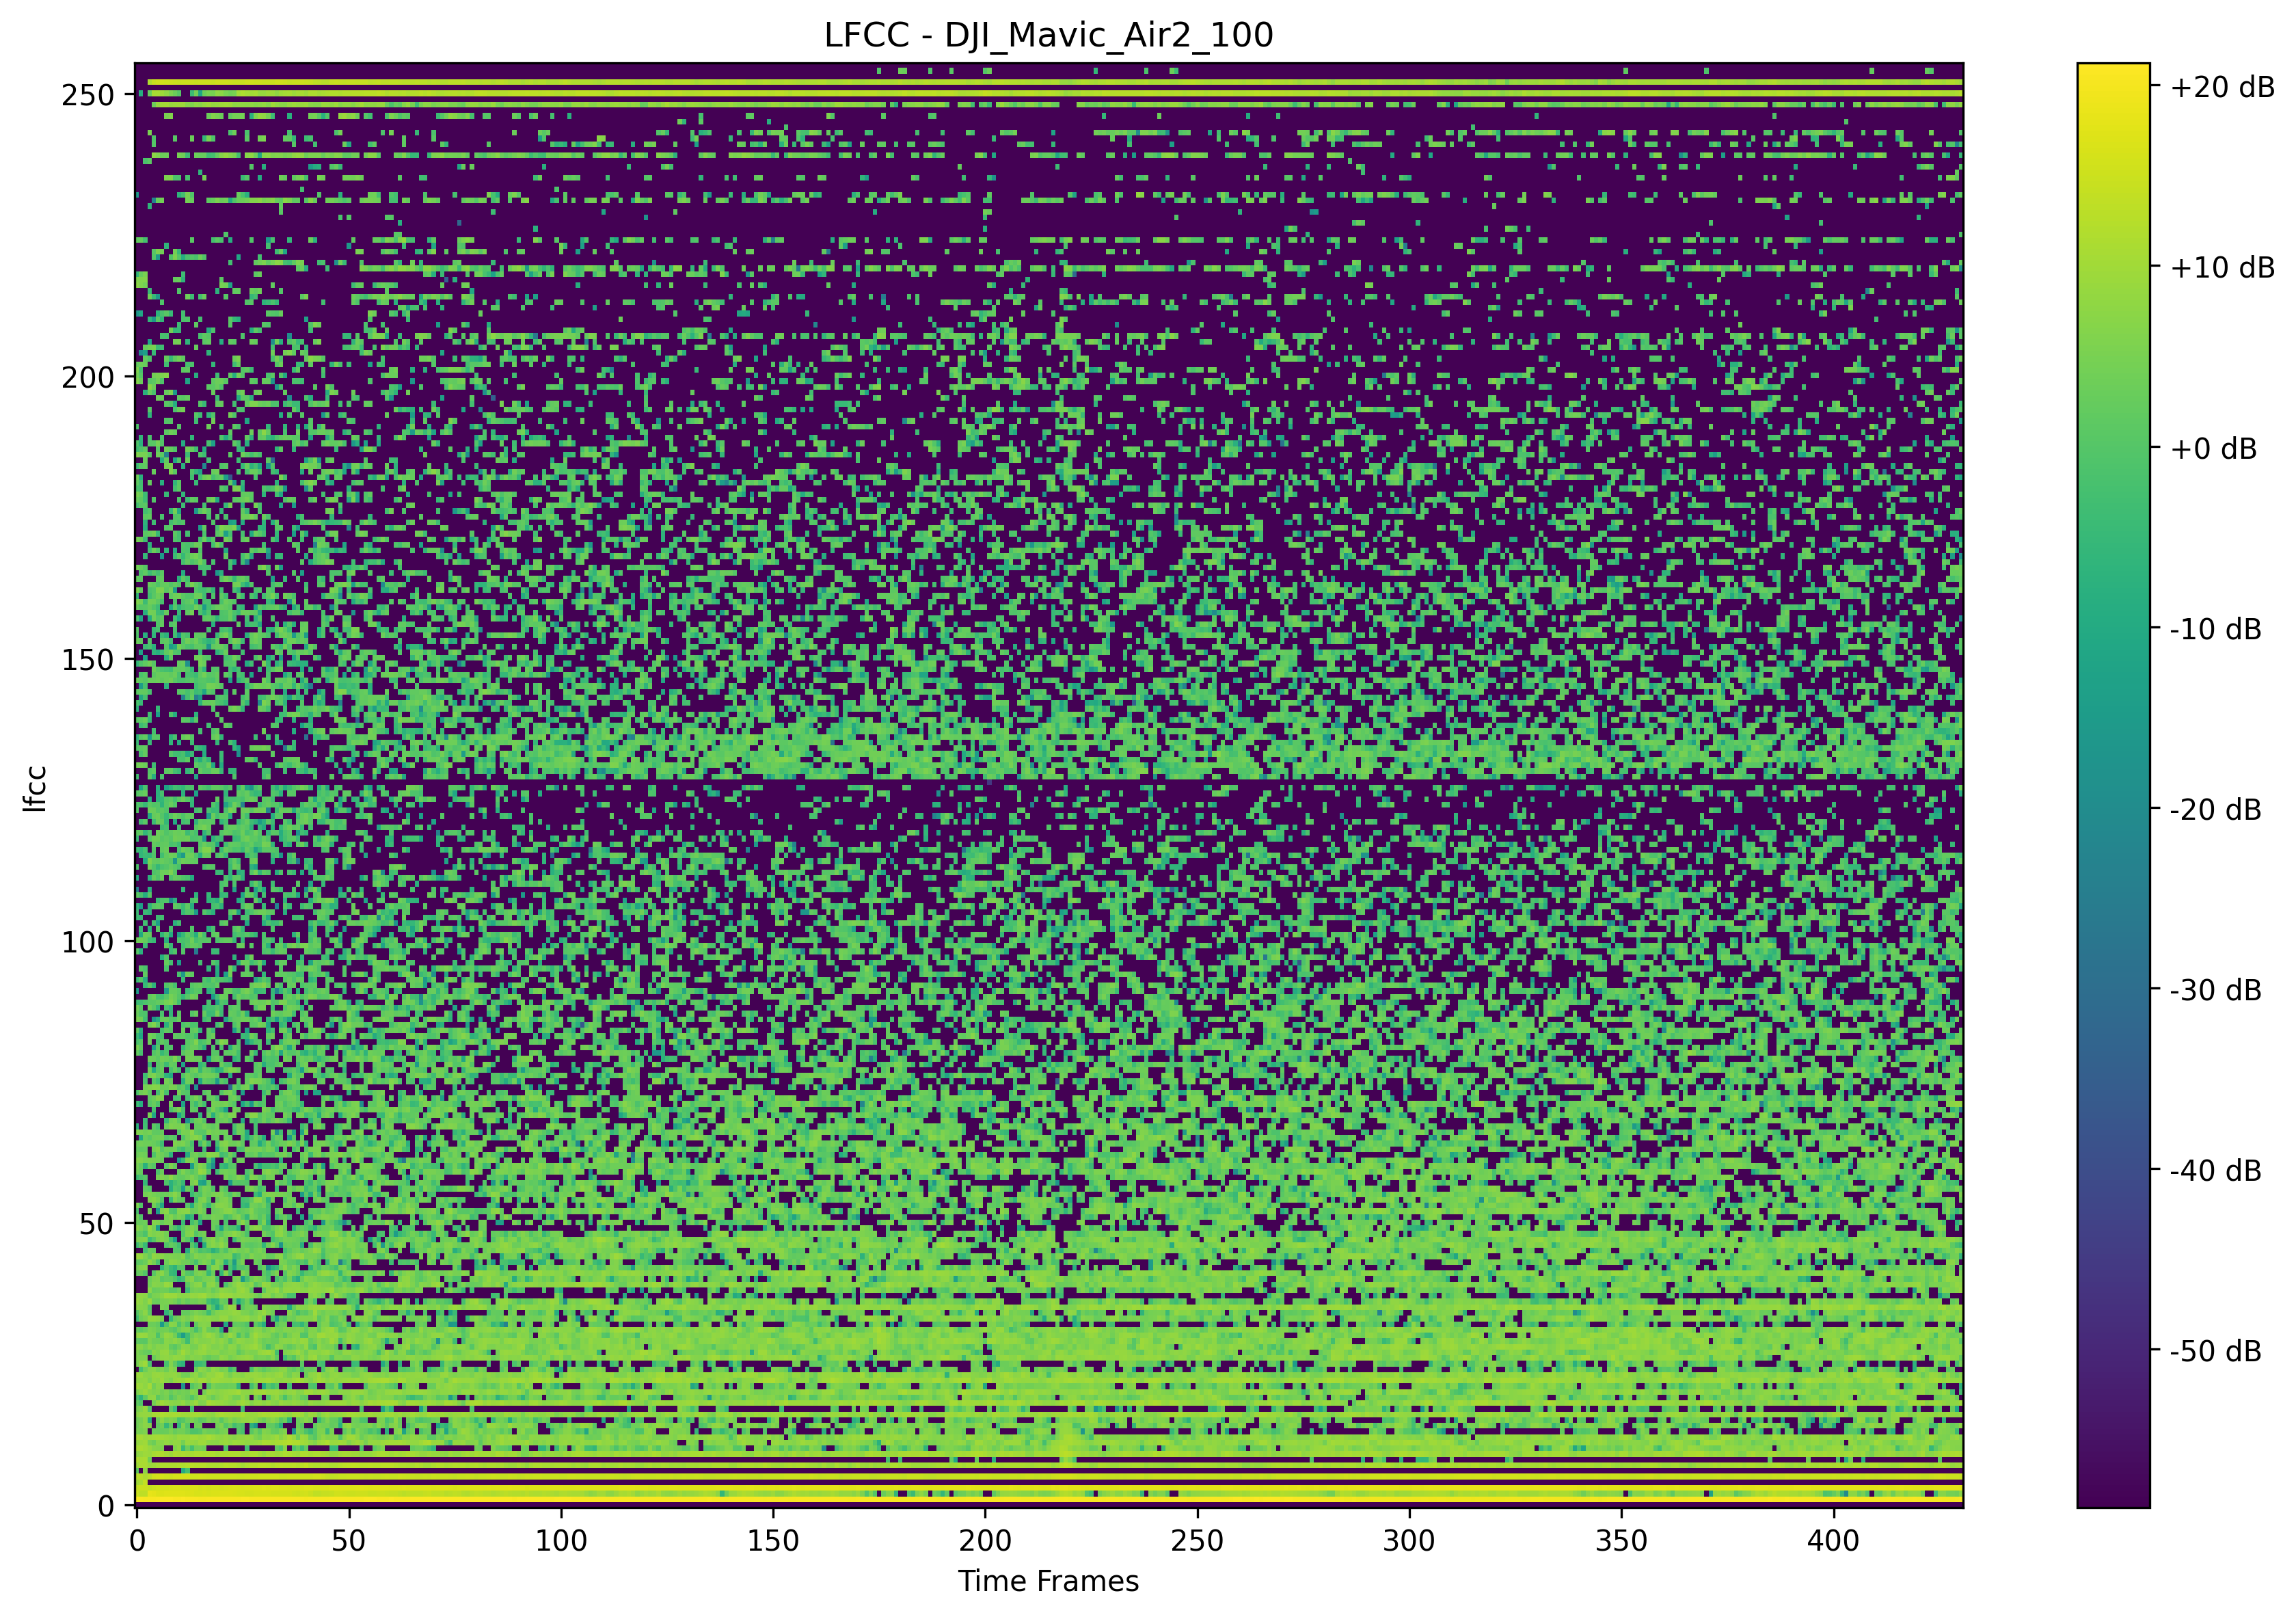 LFCC - DJI_Mavic_Air2_100
250
200
150
100
50
0
lfcc
0
50
100
150
200
250
300
350
400
Time Frames
+20 dB
+10 dB
+0 dB
-10 dB
-20 dB
-30 dB
-40 dB
-50 dB